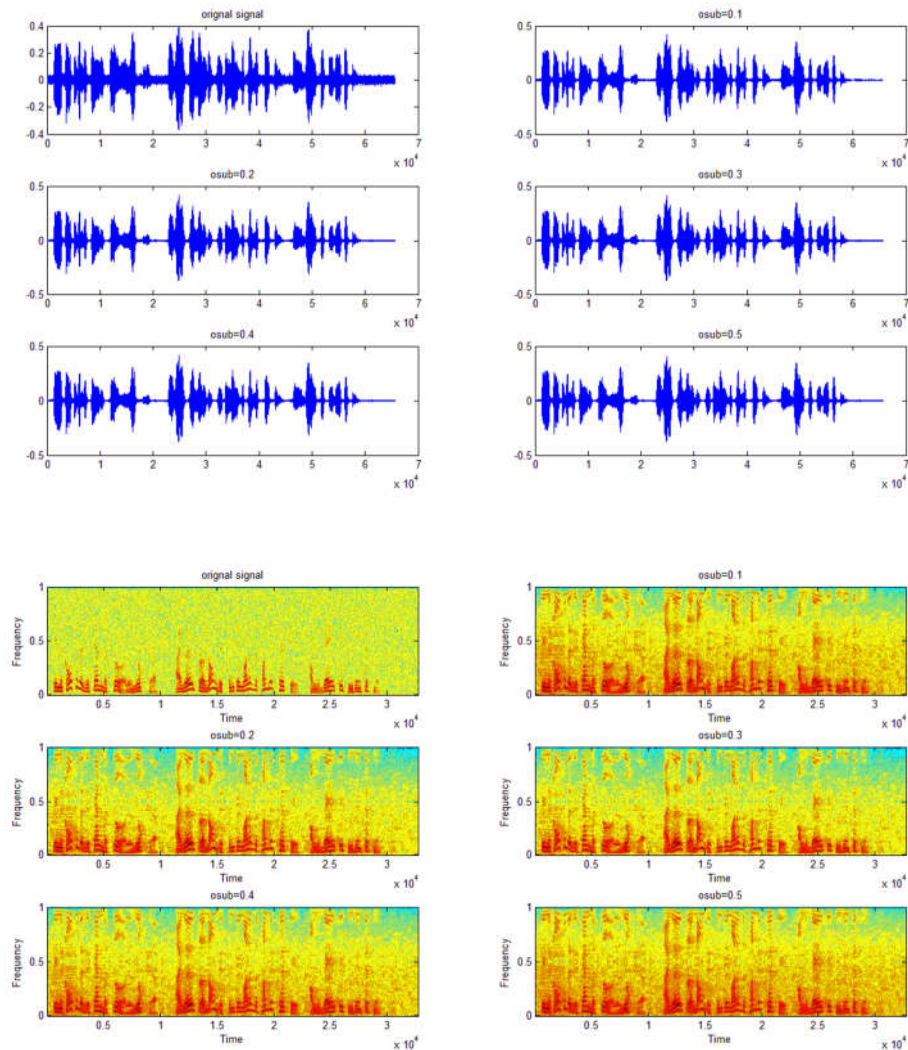 orignal signal
0.4
0.2
0
-0.2
0.4
0 1 2 3 4 5 6 7
x 10^4
osub=0.1
0.5
0
-0.5
0 1 2 3 4 5 6 7
x 10^4
osub=0.2
0.5
0
-0.5
0 1 2 3 4 5 6 7
x 10^4
osub=0.3
0.5
0
-0.5
0 1 2 3 4 5 6 7
x 10^4
osub=0.4
0.5
0
-0.5
0 1 2 3 4 5 6 7
x 10^4
osub=0.5
0.5
0
-0.5
0 1 2 3 4 5 6 7
x 10^4
orignal signal
Frequency
1
0.5
0
0.5 1 1.5 2 2.5 3
Time
x 10^4
osub=0.1
Frequency
1
0.5
0
0.5 1 1.5 2 2.5 3
Time
x 10^4
osub=0.2
Frequency
1
0.5
0
0.5 1 1.5 2 2.5 3
Time
x 10^4
osub=0.3
Frequency
1
0.5
0
0.5 1 1.5 2 2.5 3
Time
x 10^4
osub=0.4
Frequency
1
0.5
0
0.5 1 1.5 2 2.5 3
Time
x 10^4
osub=0.5
Frequency
1
0.5
0
0.5 1 1.5 2 2.5 3
Time
x 10^4